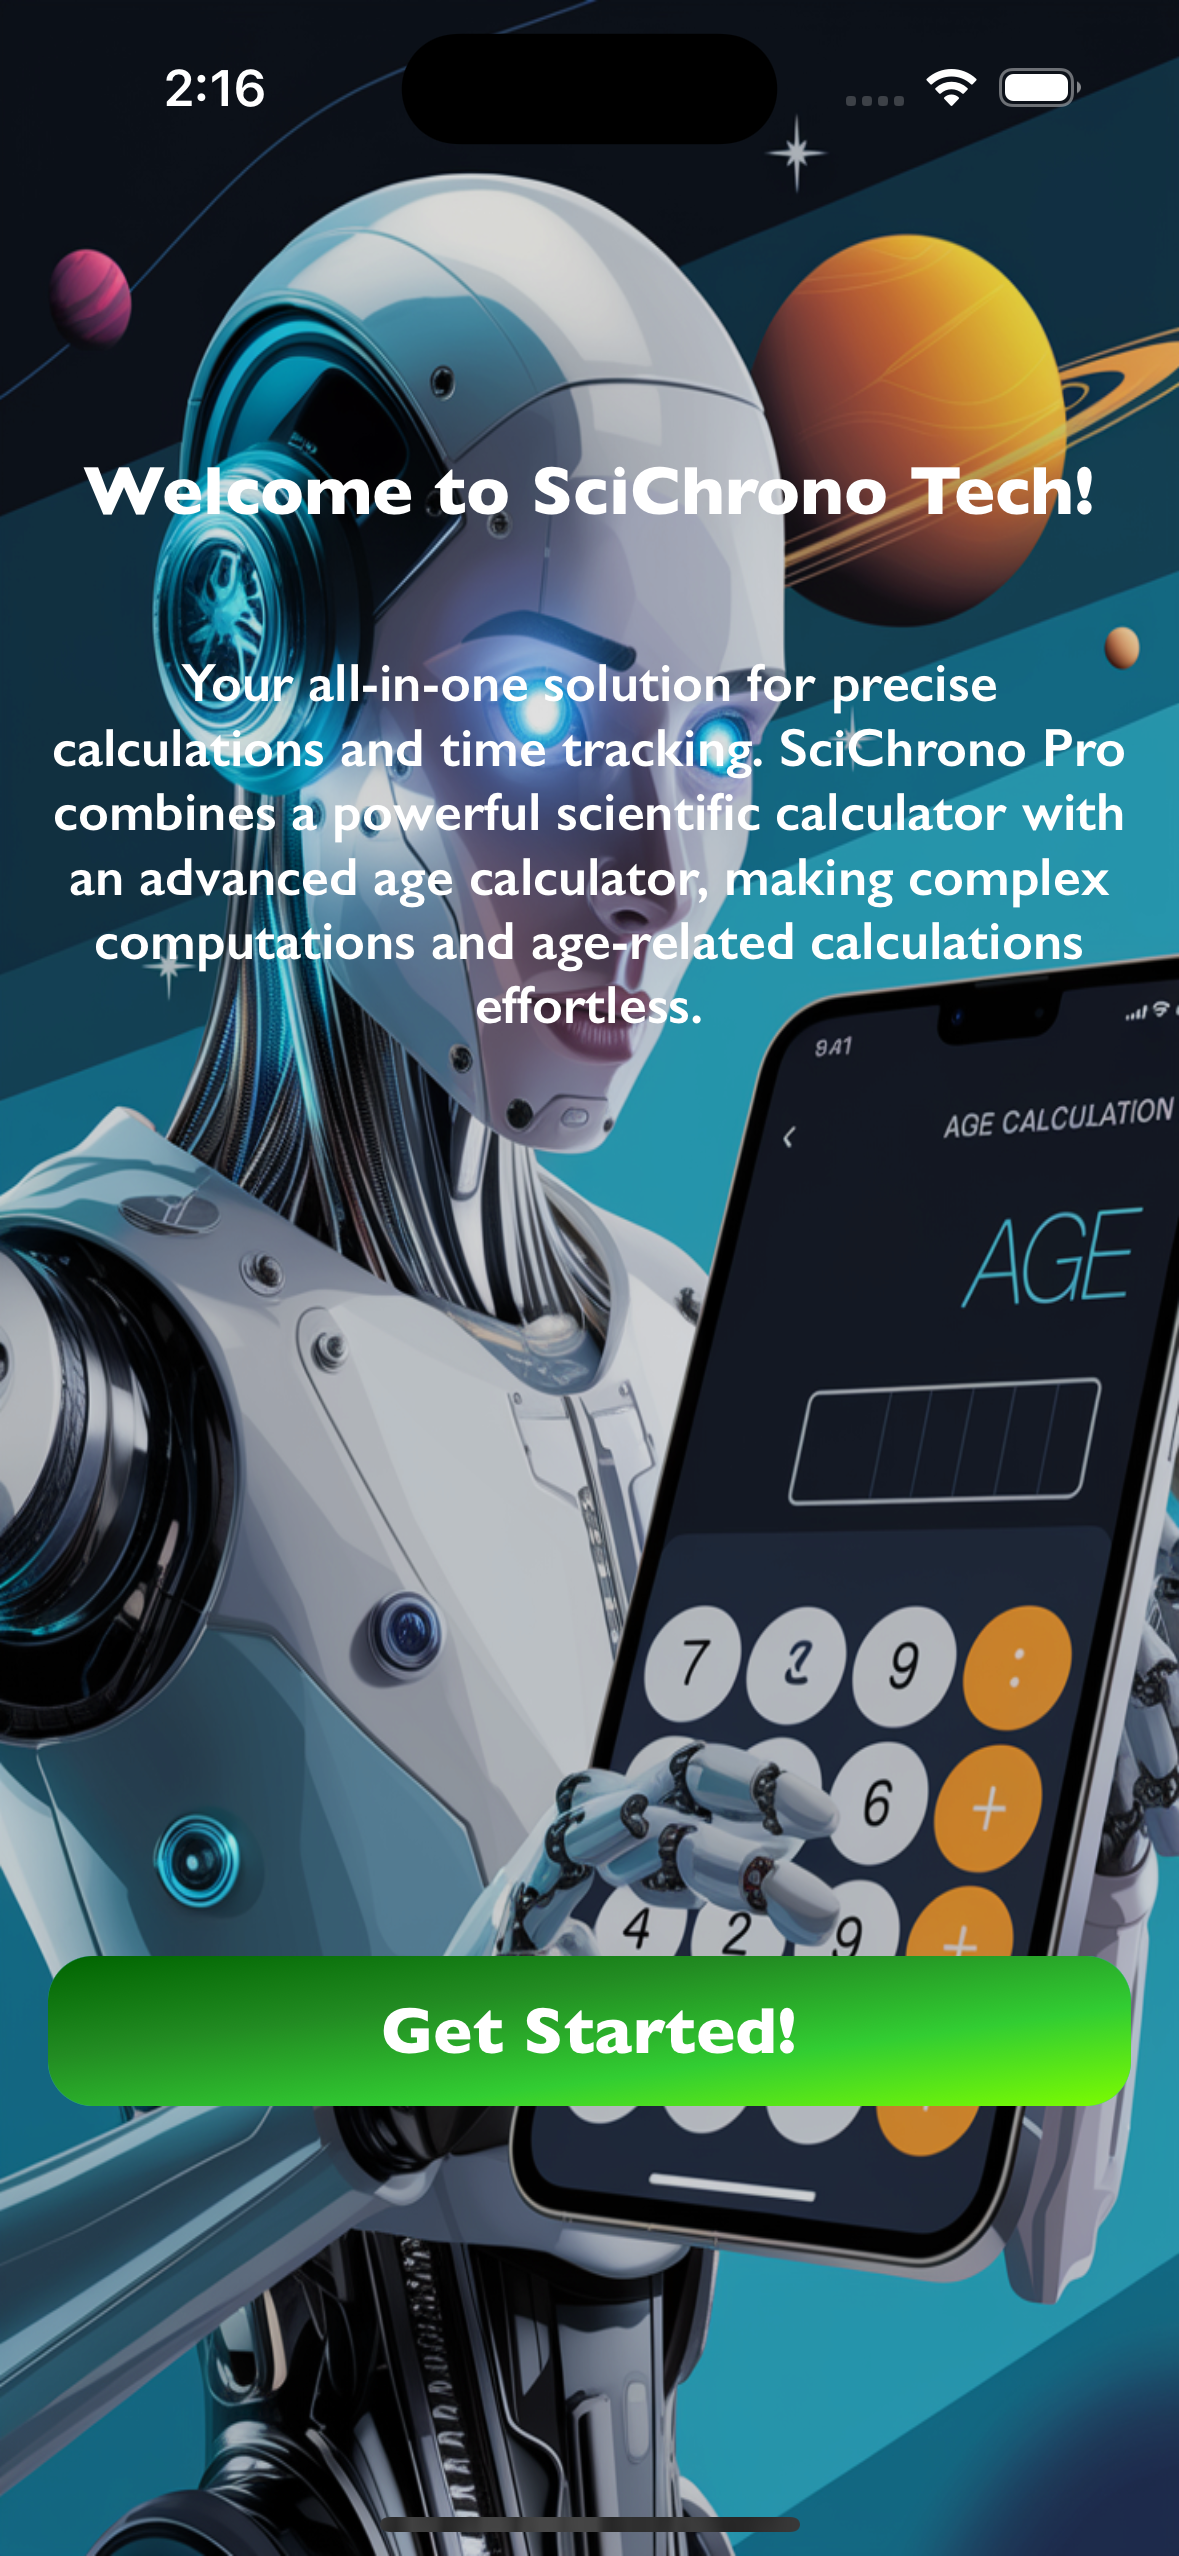 2:16
Welcome to SciChrono Tech!
Your all-in-one solution for precise
calculations and time tracking. SciChrono Pro
combines a powerful scientific calculator with
an advanced age calculator, making complex
computations and age-related calculations
effortless.
9:41
AGE CALCULATION
AGE
7 9 :
6 +
4 2 9 +
Get Started!